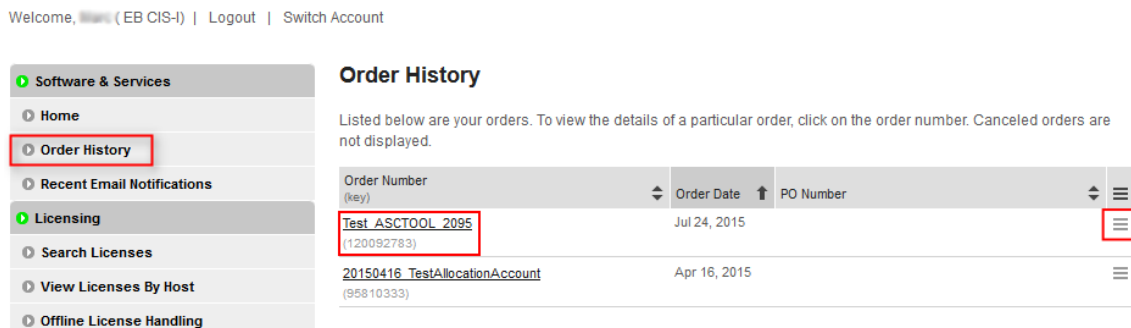 Welcome, ( EB CIS-I) | Logout | Switch Account
Software & Services
Home
Order History
Recent Email Notifications
Licensing
Search Licenses
View Licenses By Host
Offline License Handling
Order History
Listed below are your orders. To view the details of a particular order, click on the order number. Canceled orders are
not displayed.
Order Number
(key)
Order Date
PO Number
Test_ASCTOOL_2095
Jul 24, 2015
(120092783)
20150416_TestAllocationAccount
Apr 16, 2015
(95810333)